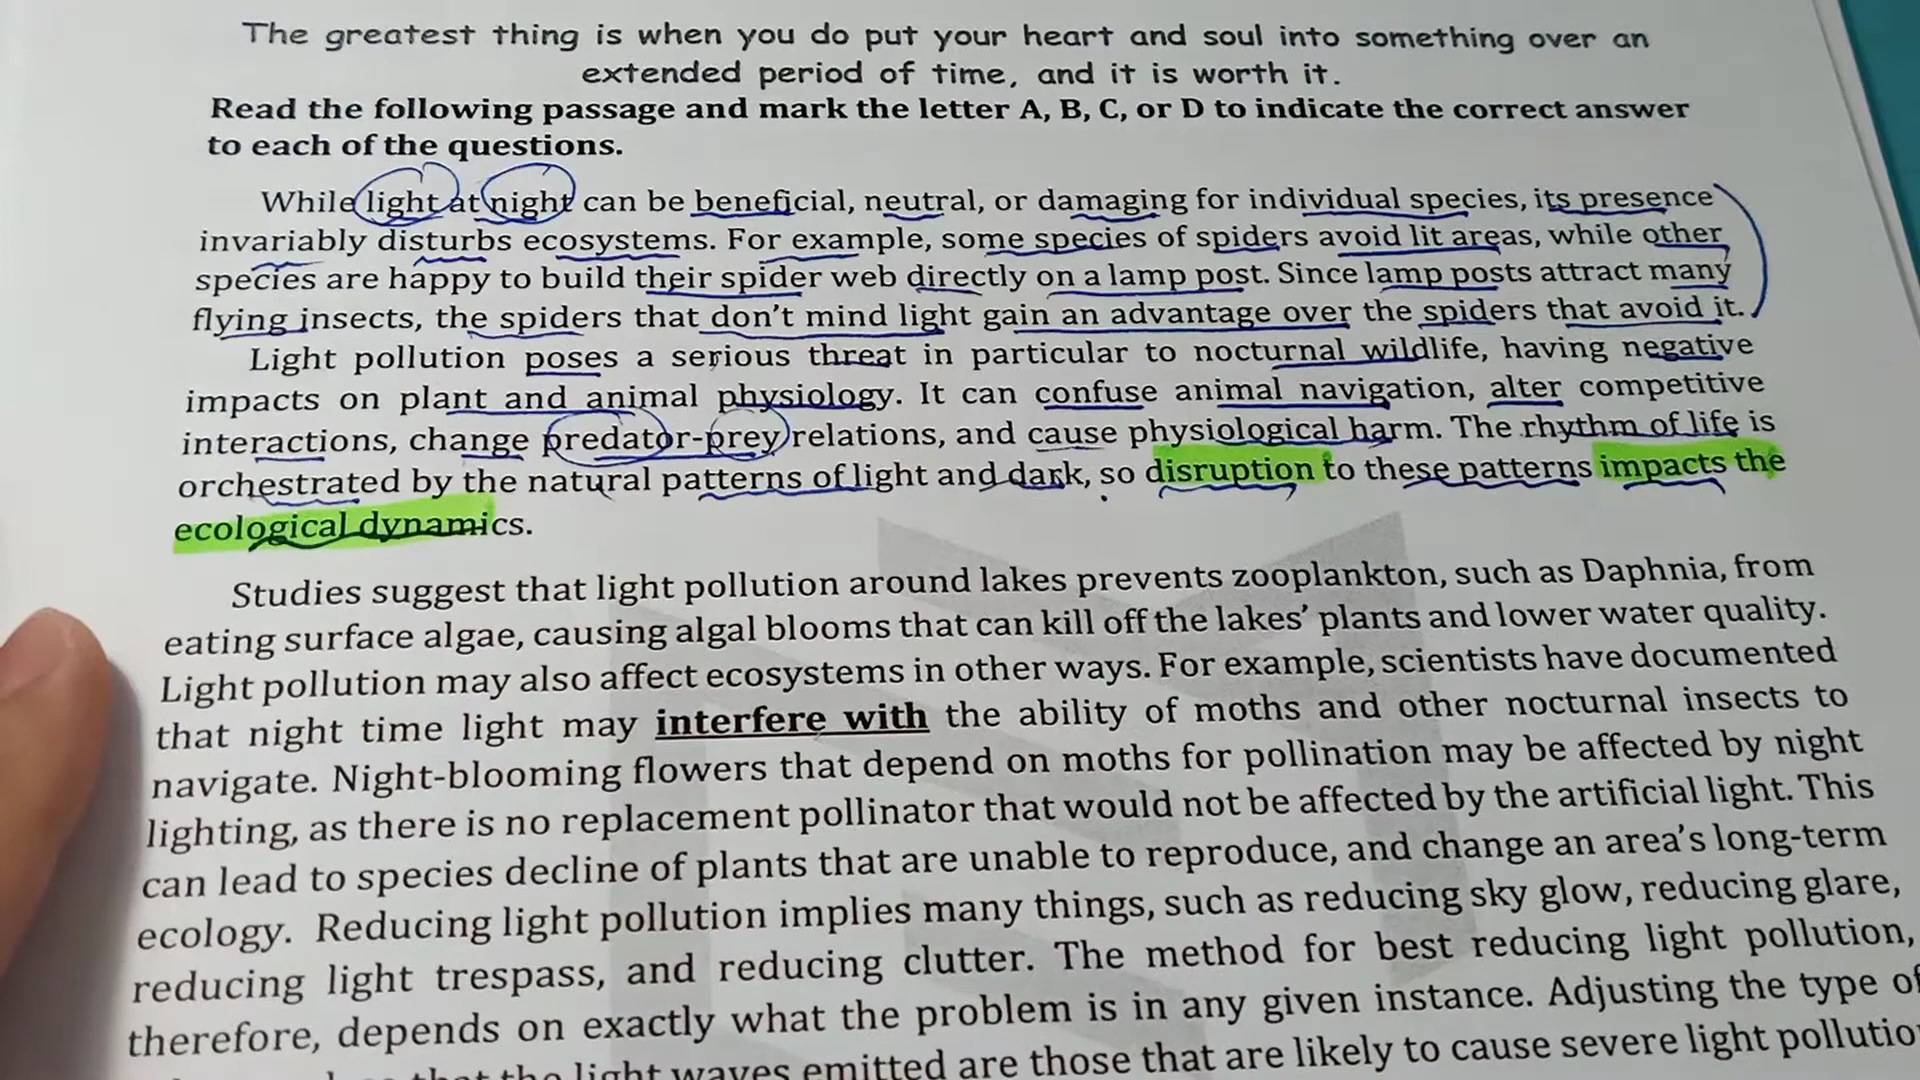 The greatest thing is when you do put your heart and soul into something over an
extended period of time, and it is worth it.
Read the following passage and mark the letter A, B, C, or D to indicate the correct answer
to each of the questions.
While light at night can be beneficial, neutral, or damaging for individual species, its presence
invariably disturbs ecosystems. For example, some species of spiders avoid lit areas, while other
species are happy to build their spider web directly on a lamp post. Since lamp posts attract many
flying insects, the spiders that don't mind light gain an advantage over the spiders that avoid it.
Light pollution poses a serious threat in particular to nocturnal wildlife, having negative
impacts on plant and animal physiology. It can confuse animal navigation, alter competitive
interactions, change predator-prey relations, and cause physiological harm. The rhythm of life is
orchestrated by the natural patterns of light and dark, so disruption to these patterns impacts the
ecological dynamics.
Studies suggest that light pollution around lakes prevents zooplankton, such as Daphnia, from
eating surface algae, causing algal blooms that can kill off the lakes' plants and lower water quality.
Light pollution may also affect ecosystems in other ways. For example, scientists have documented
that night time light may interfere with the ability of moths and other nocturnal insects to
navigate. Night-blooming flowers that depend on moths for pollination may be affected by night
lighting, as there is no replacement pollinator that would not be affected by the artificial light. This
can lead to species decline of plants that are unable to reproduce, and change an area's long-term
ecology. Reducing light pollution implies many things, such as reducing sky glow, reducing glare,
reducing light trespass, and reducing clutter. The method for best reducing light pollution,
therefore, depends on exactly what the problem is in any given instance. Adjusting the type of
that the light waves emitted are those that are likely to cause severe light pollutio